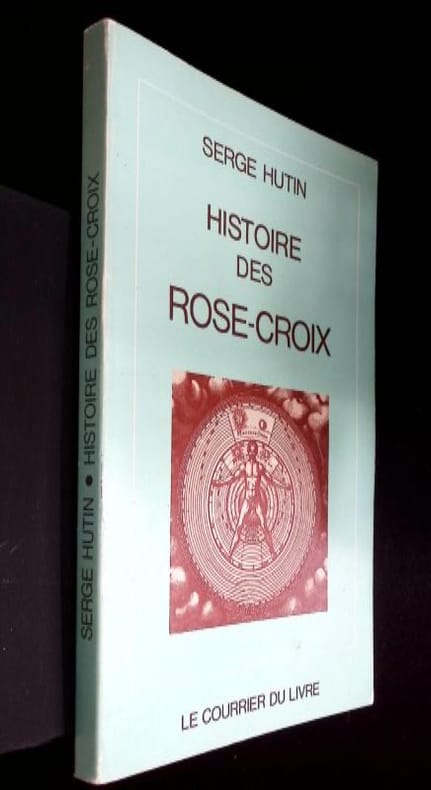 SERGE HUTIN
HISTOIRE
DES
ROSE-CROIX
LE COURRIER DU LIVRE
SERGE HUTIN • HISTOIRE DES ROSE-CROIX